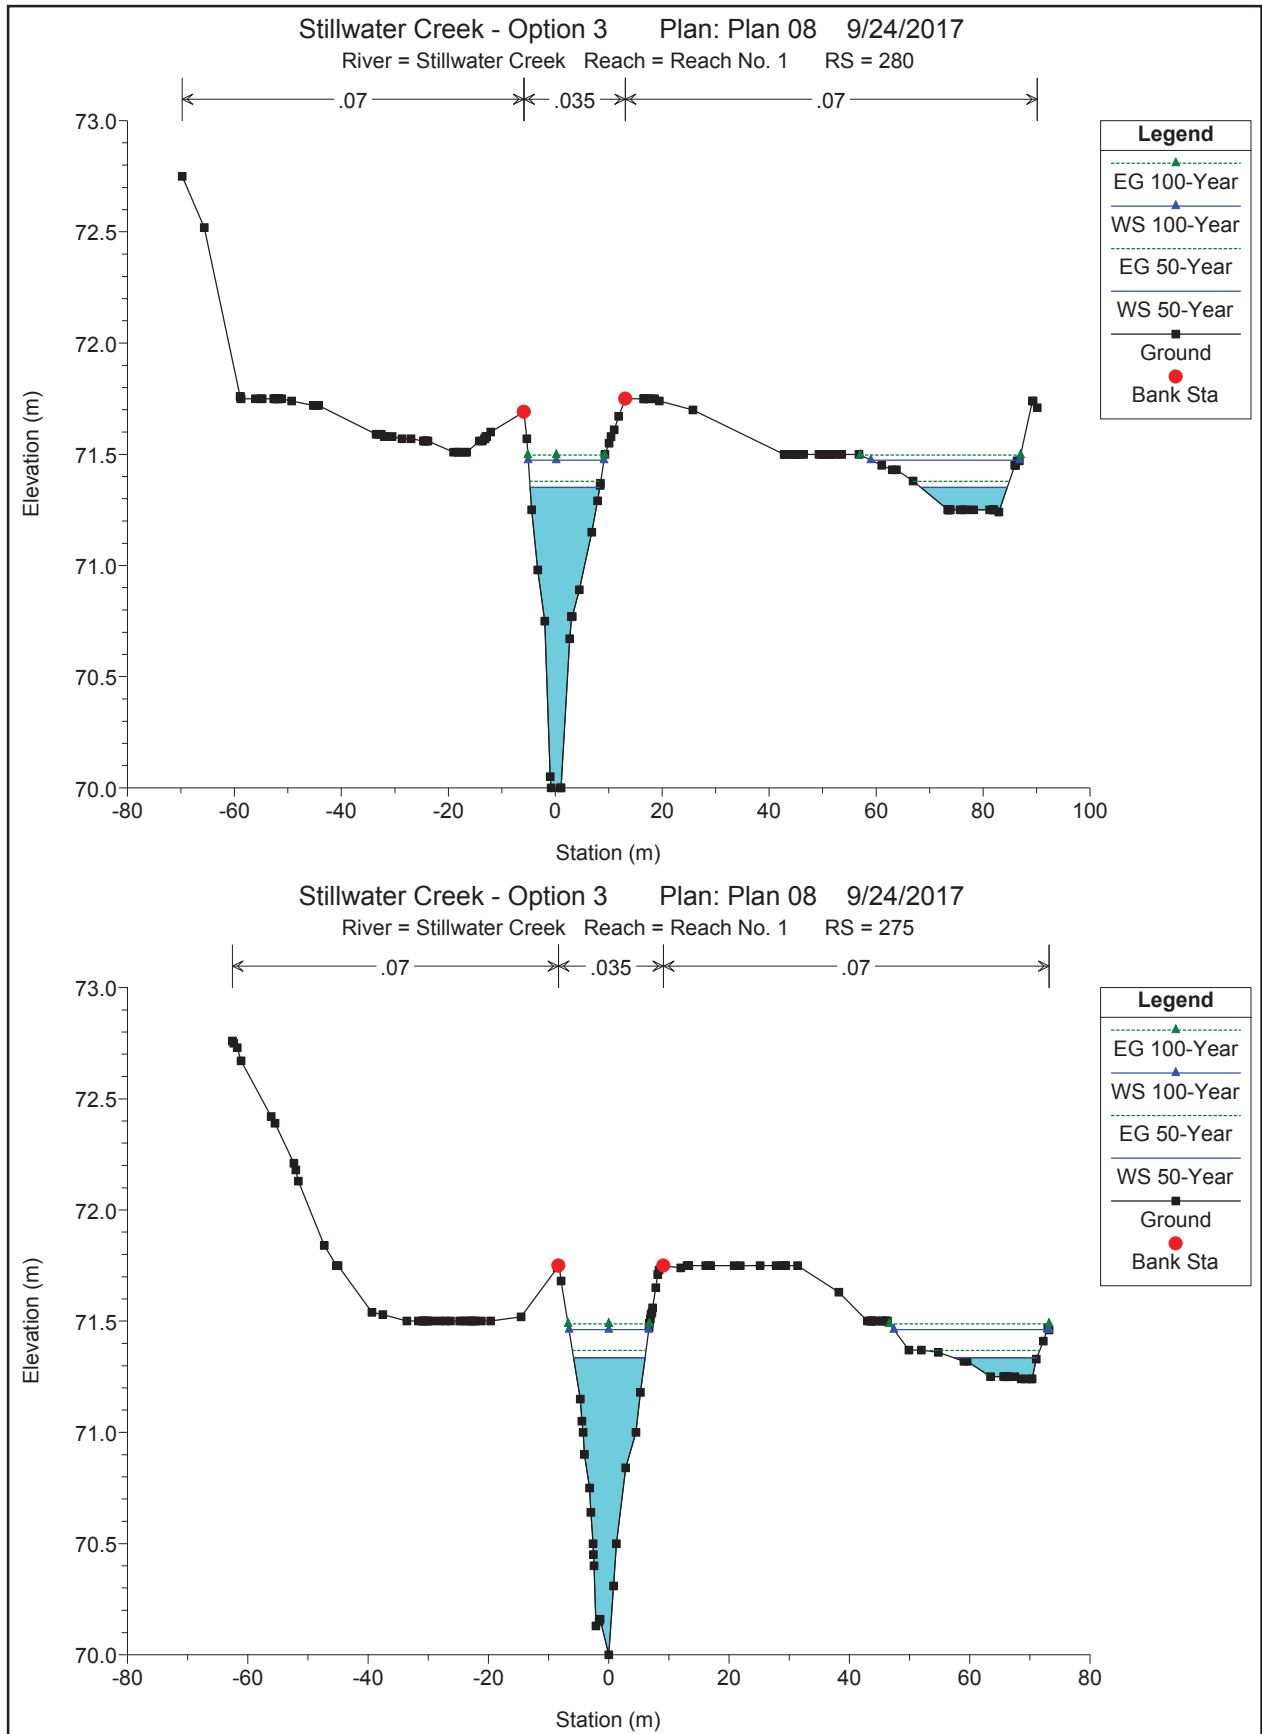 Stillwater Creek - Option 3 Plan: Plan 08 9/24/2017
River = Stillwater Creek Reach = Reach No. 1 RS = 280
.07 .035 .07
73.0
72.5
72.0
71.5
71.0
70.5
70.0
Elevation (m)
-80 -60 -40 -20 0 20 40 60 80 100
Station (m)
Legend
EG 100-Year
WS 100-Year
EG 50-Year
WS 50-Year
Ground
Bank Sta
Stillwater Creek - Option 3 Plan: Plan 08 9/24/2017
River = Stillwater Creek Reach = Reach No. 1 RS = 275
.07 .035 .07
73.0
72.5
72.0
71.5
71.0
70.5
70.0
Elevation (m)
-80 -60 -40 -20 0 20 40 60 80
Station (m)
Legend
EG 100-Year
WS 100-Year
EG 50-Year
WS 50-Year
Ground
Bank Sta